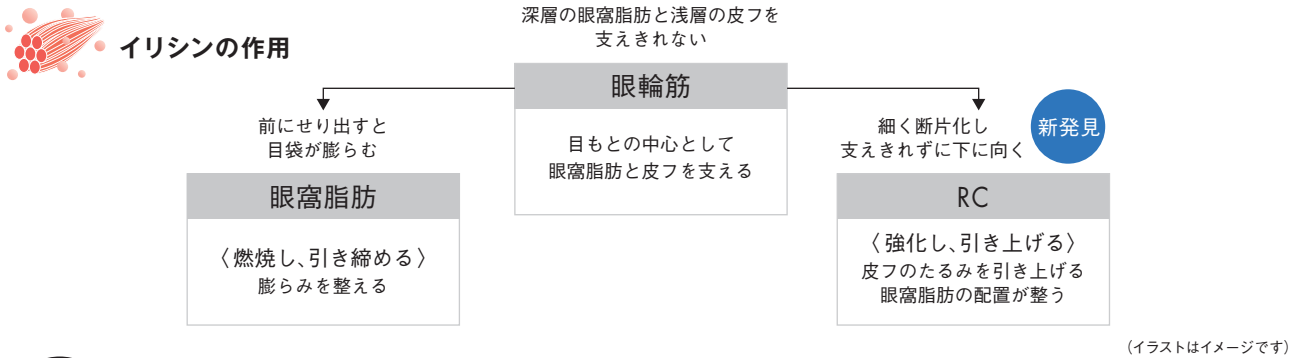 イリシンの作用
深層の眼窩脂肪と浅層の皮フを
支えきれない
眼輪筋
目もとの中心として
眼窩脂肪と皮フを支える
前にせり出すと
目袋が膨らむ
眼窩脂肪
〈燃焼し、引き締める〉
膨らみを整える
細く断片化し
支えきれずに下に向く
新発見
RC
〈強化し、引き上げる〉
皮フのたるみを引き上げる
眼窩脂肪の配置が整う
(イラストはイメージです)